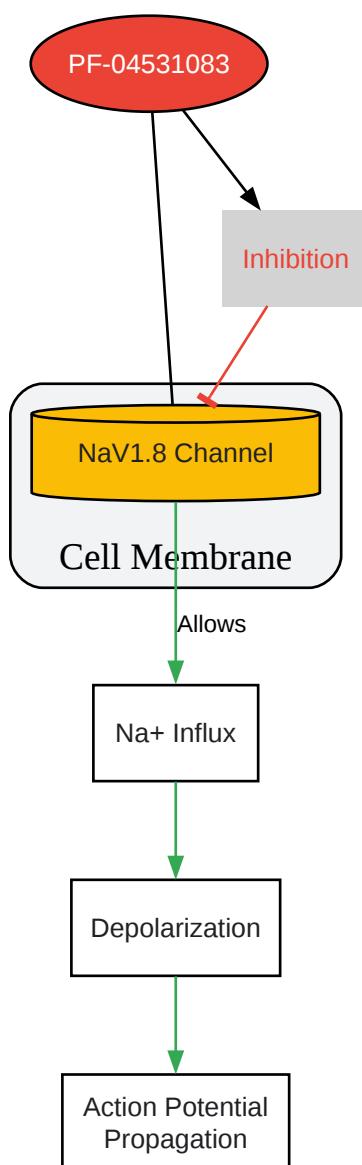 PF-04531083
Inhibition
NaV1.8 Channel
Cell Membrane
Allows
Na+ Influx
Depolarization
Action Potential
Propagation